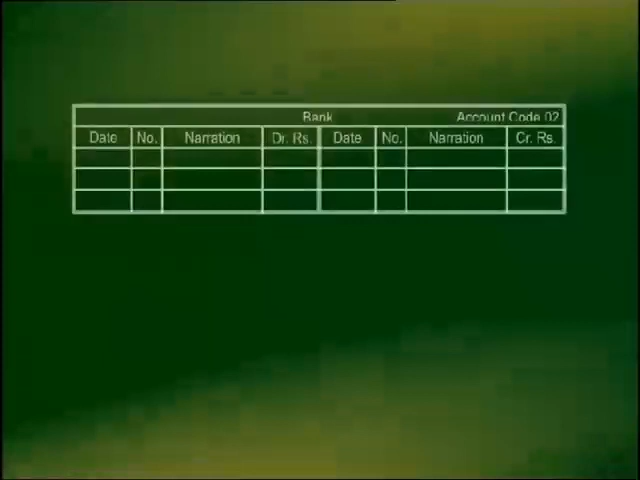 Bank Account Code 02
Date No. Narration Dr. Rs. Date No. Narration Cr. Rs.